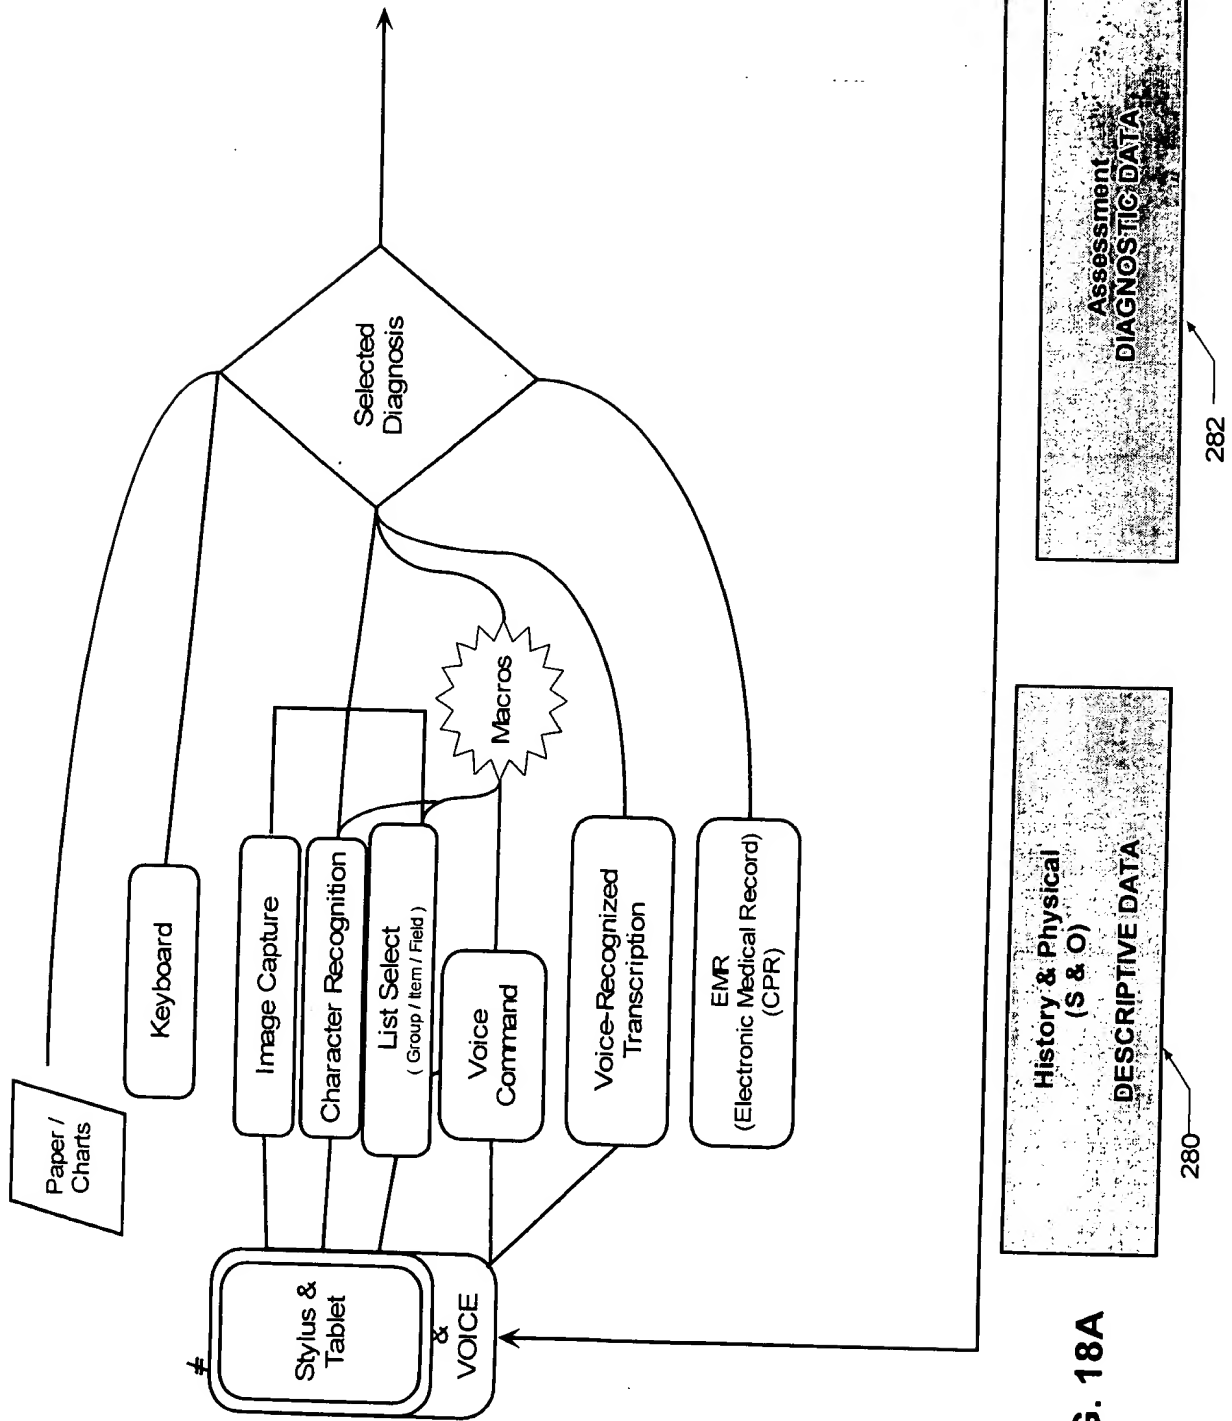 Paper /
Charts
Keyboard
Image Capture
Character Recognition
List Select
( Group / Item / Field )
Voice
Command
Voice-Recognized
Transcription
EMR
(Electronic Medical Record)
(CPR)
Stylus &
Tablet
&
VOICE
Macros
Selected
Diagnosis
History & Physical
(S & O)
DESCRIPTIVE DATA
280
Assessment
DIAGNOSTIC DATA
282
G. 18A